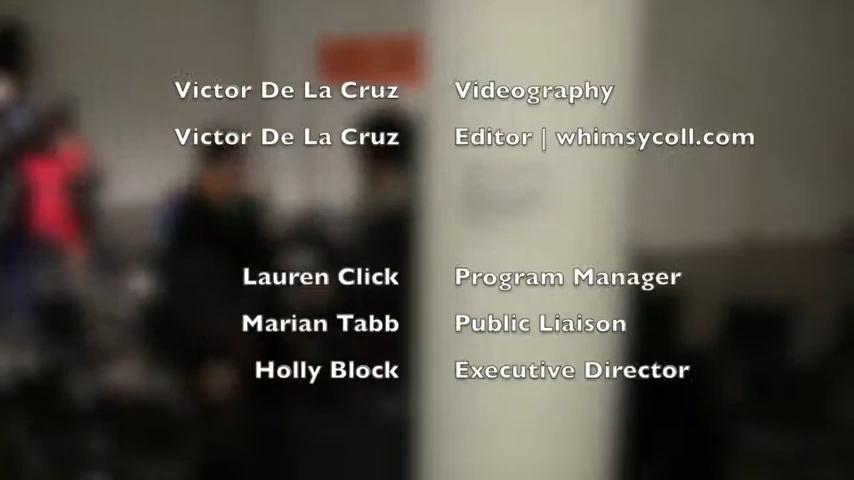 Victor De La Cruz Videography
Victor De La Cruz Editor | whimsycoll.com
Lauren Click Program Manager
Marian Tabb Public Liaison
Holly Block Executive Director